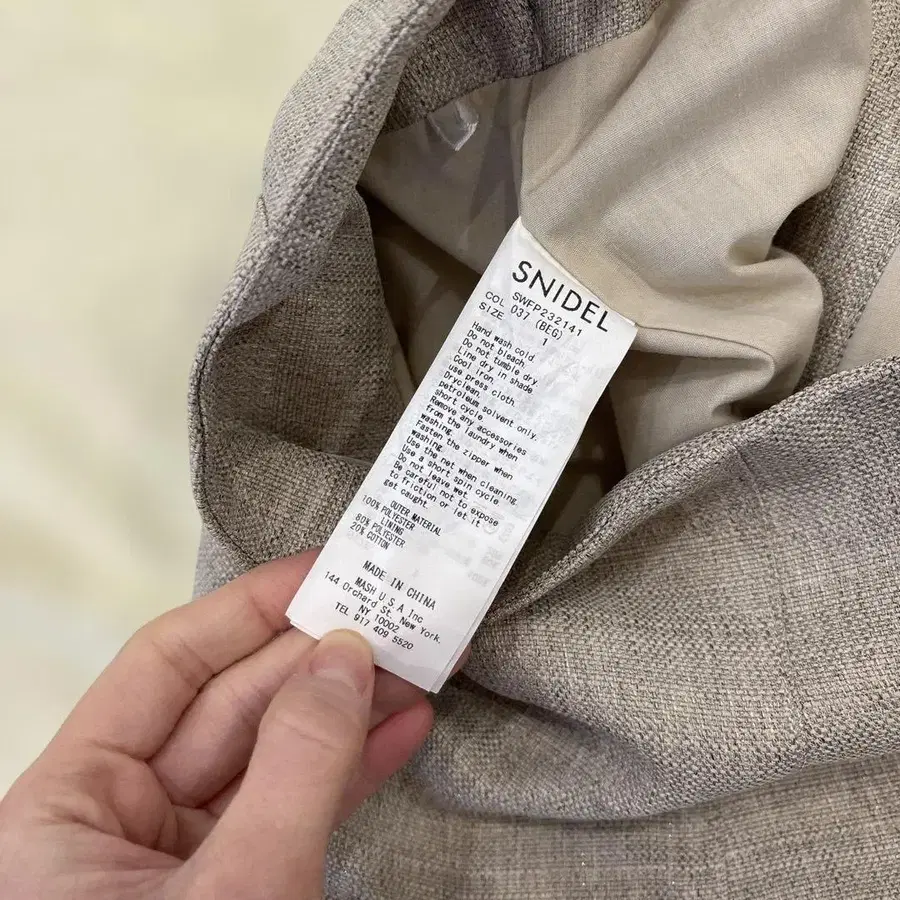 SNIDEL
SWFP232141
COL 037 (BEG)
SIZE 1
Hand wash cold.
Do not bleach.
Do not tumble dry.
Line dry in shade
Cool iron.
use press cloth.
Dryclean.
petroleum solvent only.
short cycle.
Remove any accessories
from the laundry when
washing.
Fasten the zipper when
washing.
Use the net when cleaning.
Use a short spin cycle
Do not leave wet.
Be careful not to expose
to friction or let it
get caught.
OUTER MATERIAL
100% POLYESTER
LINING
80% POLYESTER
20% COTTON
MADE IN CHINA
MASH U.S.A Inc
144 Orchard St, New York.
NY 10002
TEL 917 409 5520